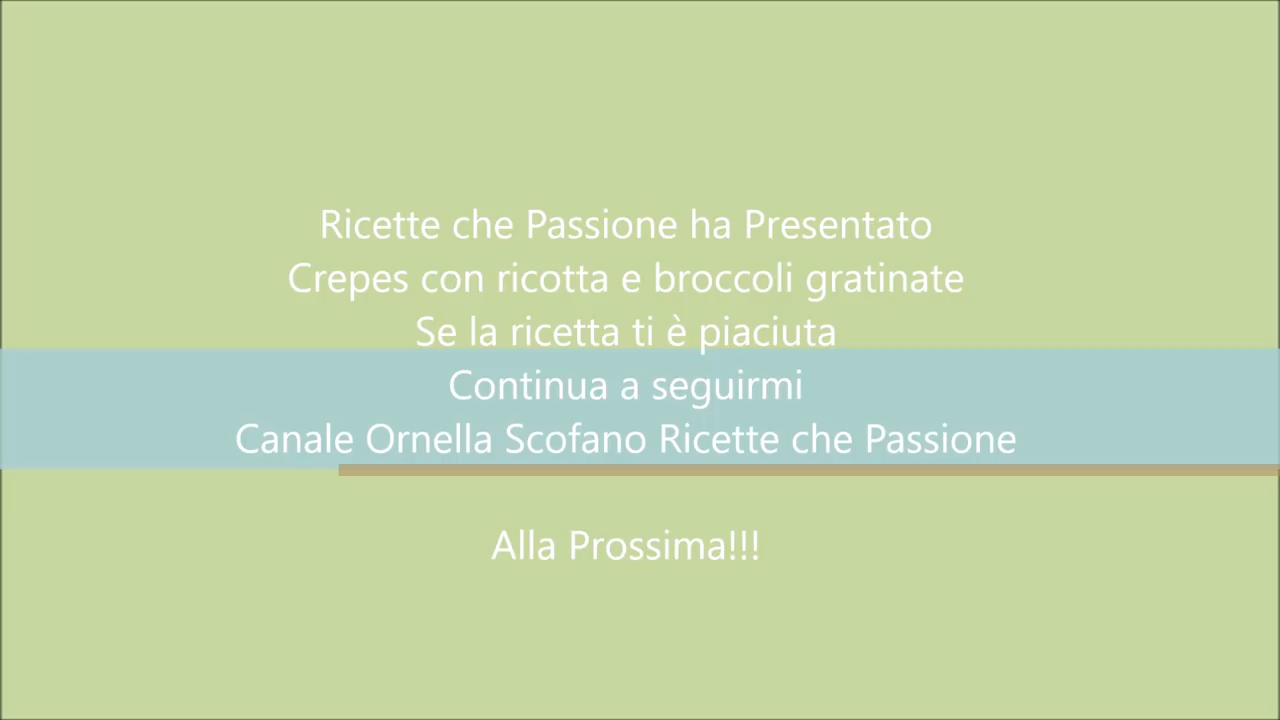 Ricette che Passione ha Presentato
Crepes con ricotta e broccoli gratinate
Se la ricetta ti è piaciuta
Continua a seguirmi
Canale Ornella Scofano Ricette che Passione
Alla Prossima!!!